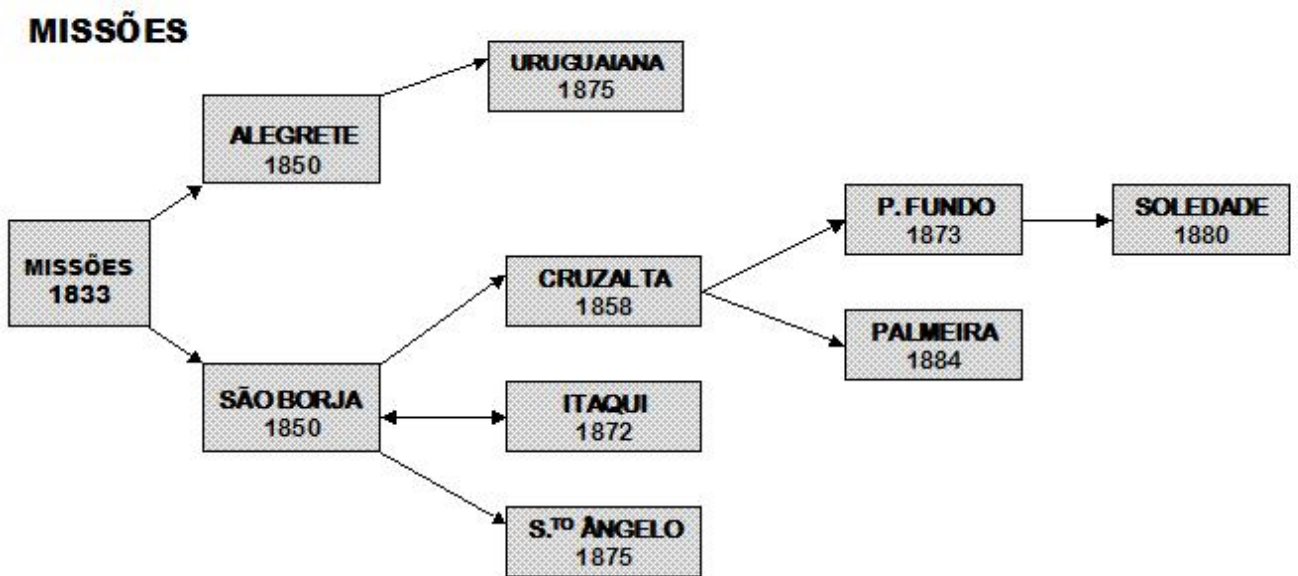 MISSÕES
URUGUAIANA
1875
ALEGRETE
1850
P. FUNDO
1873
SOLEDADE
1880
MISSÕES
1833
CRUZALTA
1858
PALMEIRA
1884
SÃO BORJA
1850
ITAQUI
1872
S.TO ÂNGELO
1875